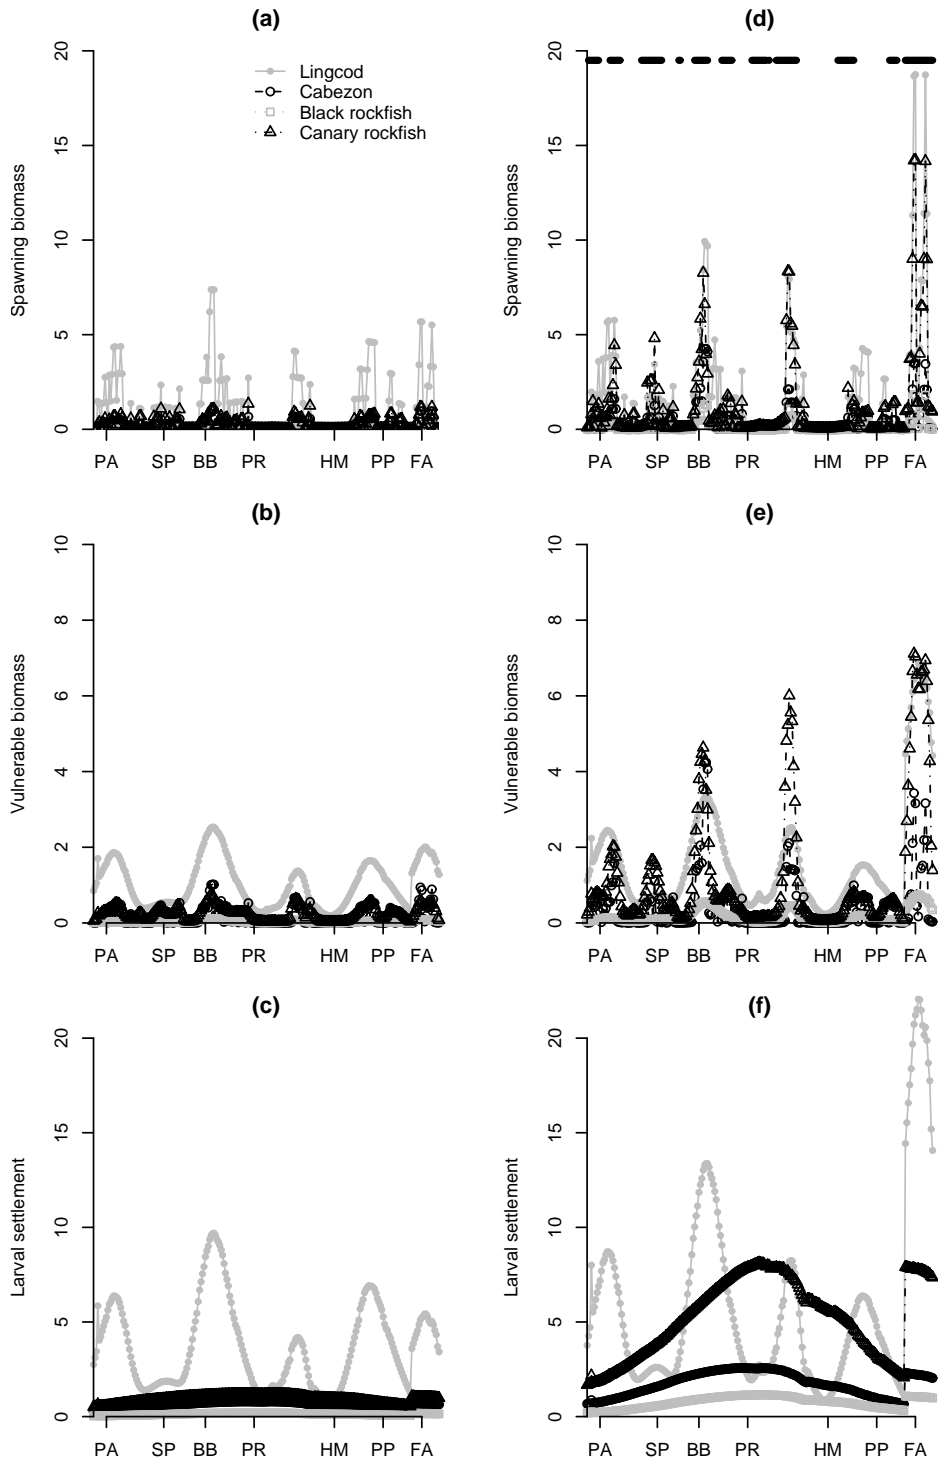 (a)
Spawning biomass
20
15
10
5
0
Lingcod
Cabezon
Black rockfish
Canary rockfish
PA SP BB PR HM PP FA
(d)
Spawning biomass
20
15
10
5
0
PA SP BB PR HM PP FA
(b)
Vulnerable biomass
10
8
6
4
2
0
PA SP BB PR HM PP FA
(e)
Vulnerable biomass
10
8
6
4
2
0
PA SP BB PR HM PP FA
(c)
Larval settlement
20
15
10
5
0
PA SP BB PR HM PP FA
(f)
Larval settlement
20
15
10
5
0
PA SP BB PR HM PP FA